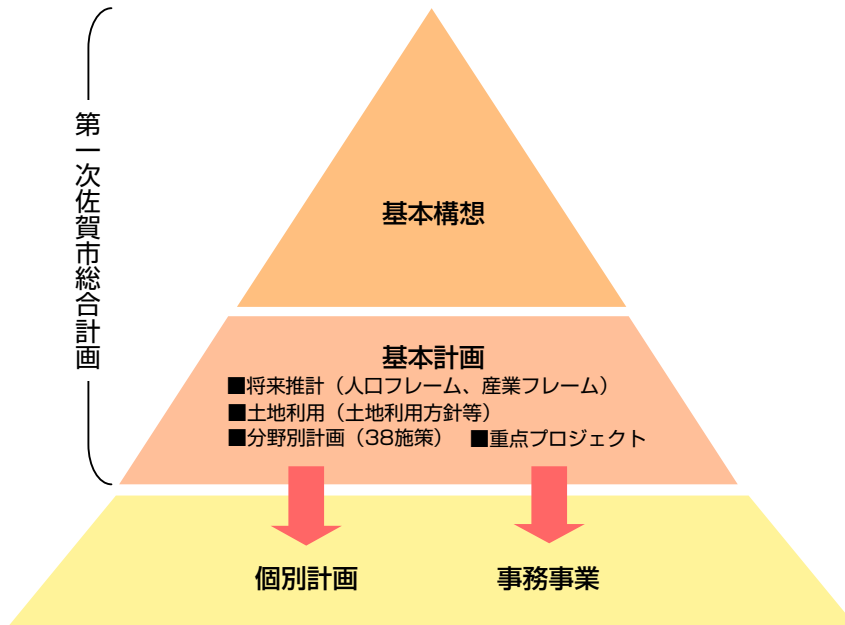 第一次佐賀市総合計画
基本構想
基本計画
■将来推計（人口フレーム、産業フレーム）
■土地利用（土地利用方針等）
■分野別計画（38施策）　■重点プロジェクト
個別計画
事務事業